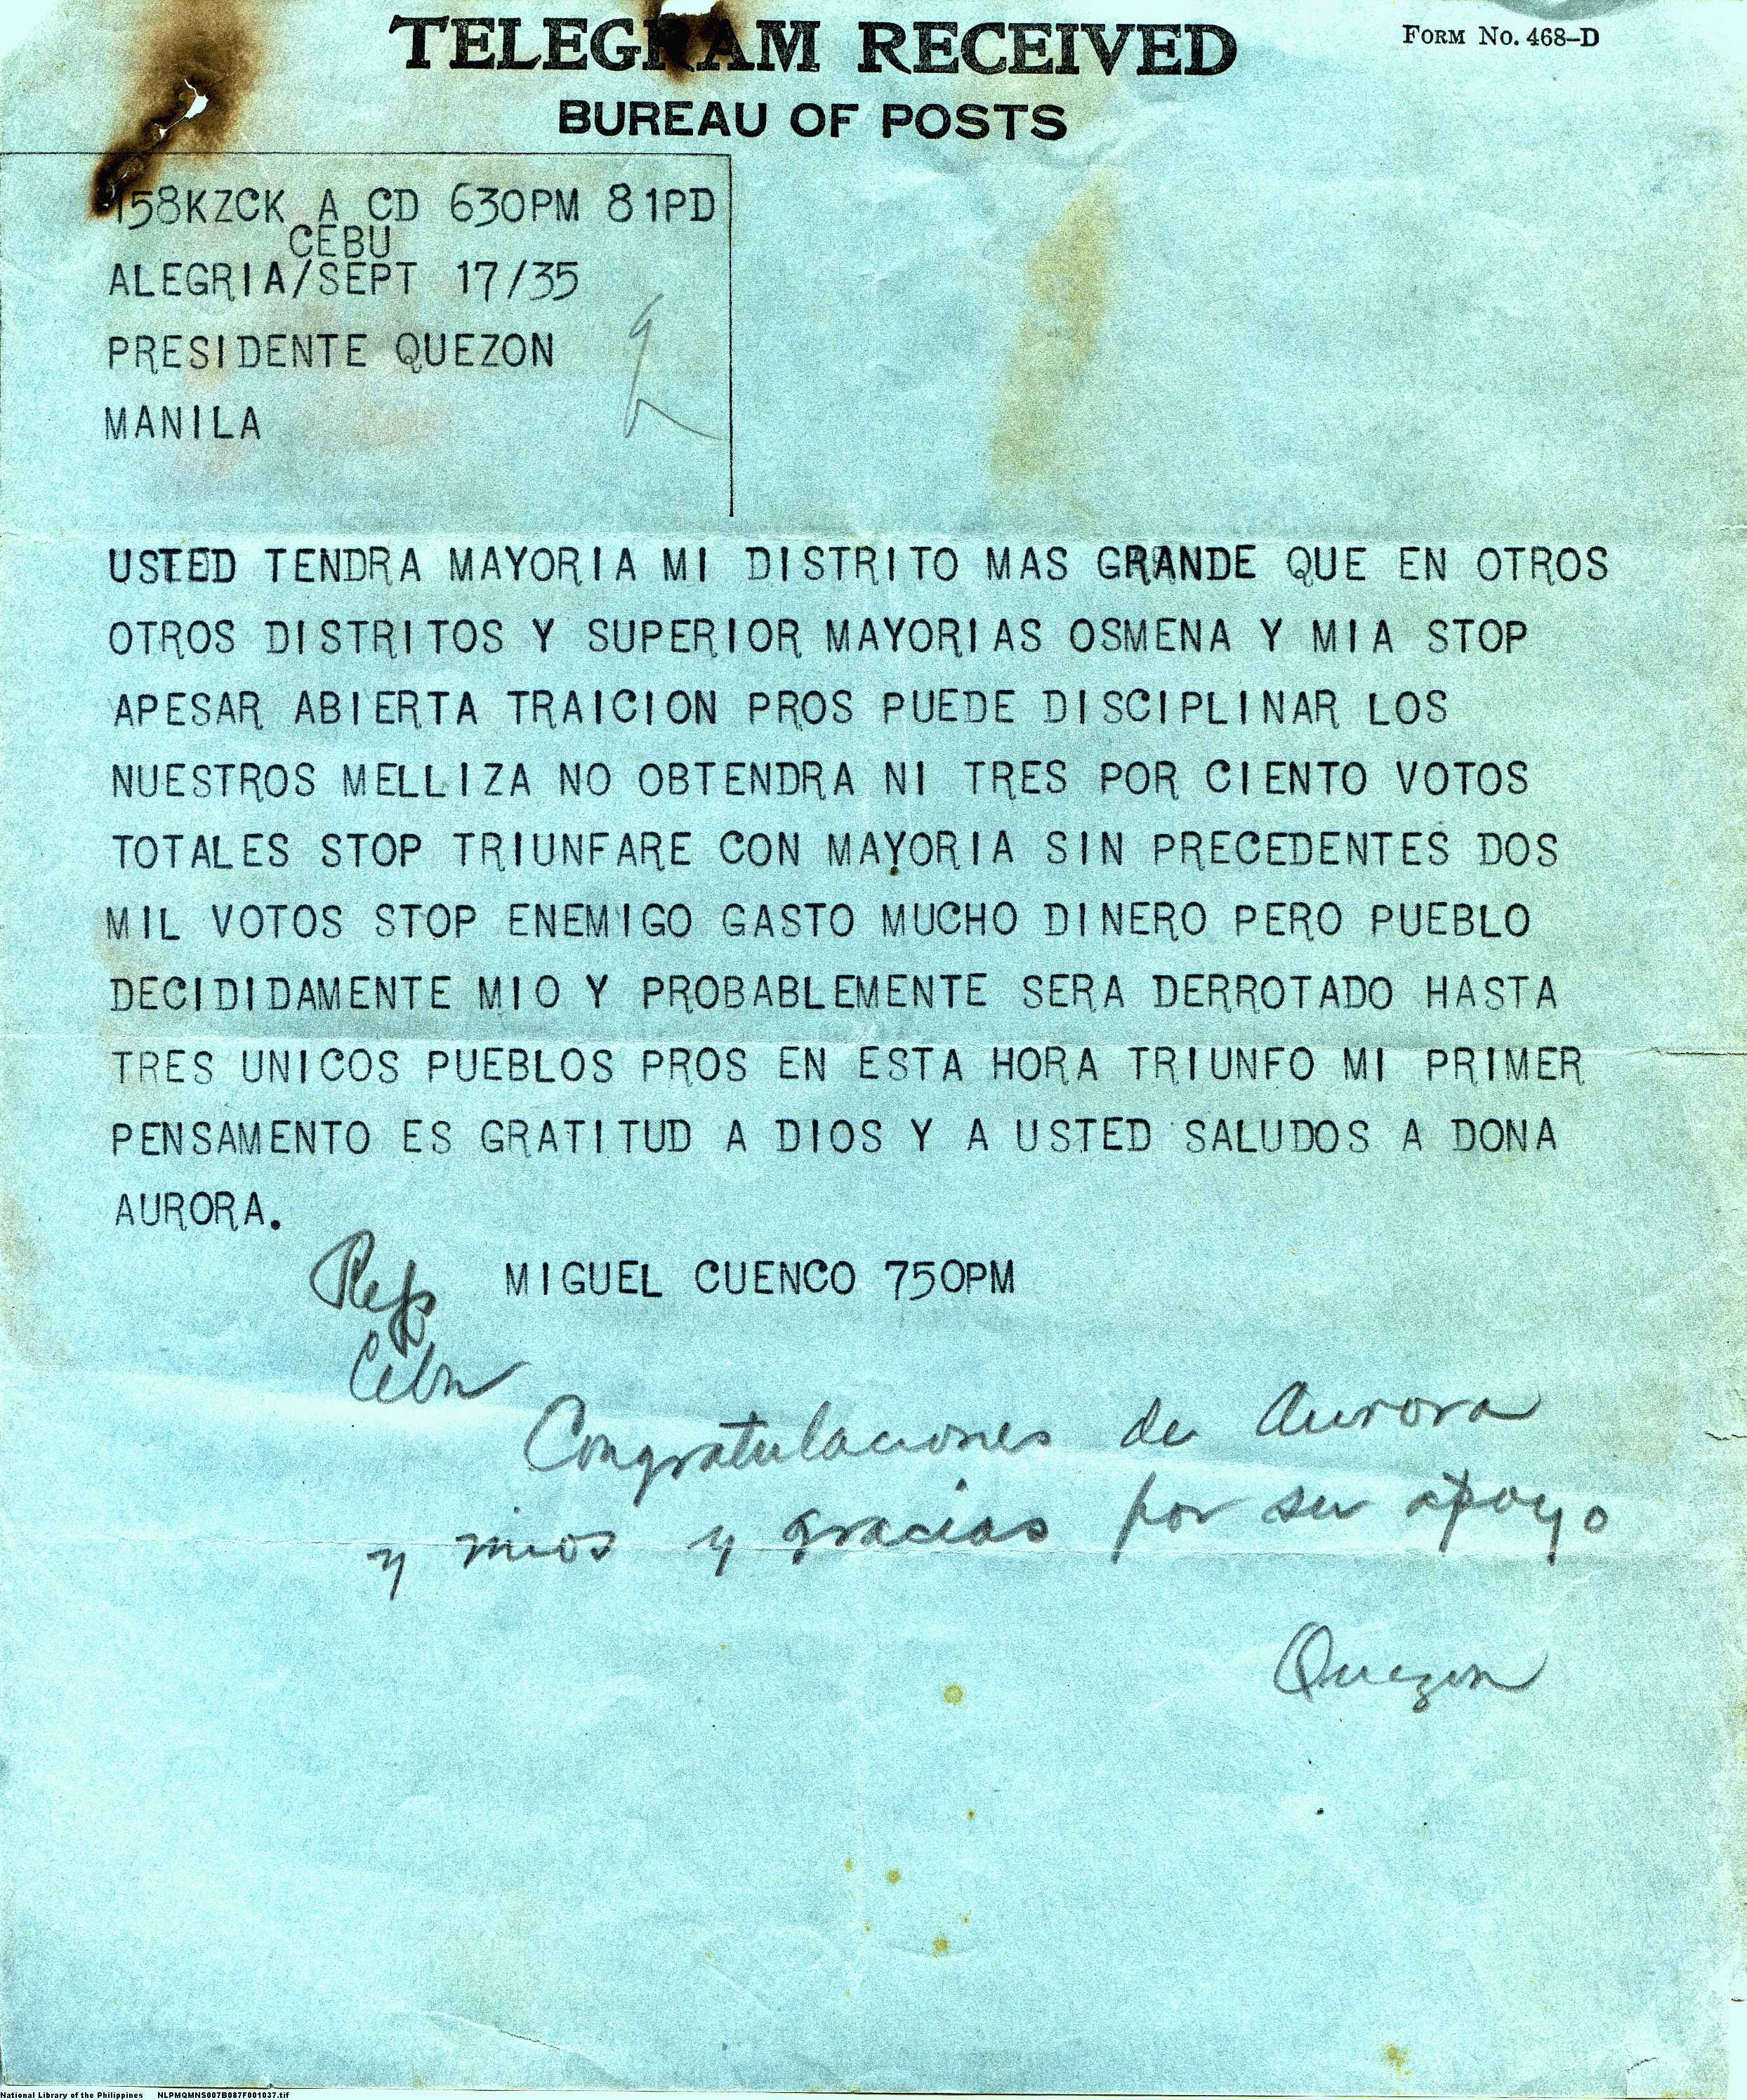 TELEGRAM RECEIVED
FORM NO. 468-D
BUREAU OF POSTS
158KZCK A CD 630PM 81PD
CEBU
ALEGRIA/SEPT 17/35
PRESIDENTE QUEZON
MANILA
USTED TENDRA MAYORIA MI DISTRITO MAS GRANDE QUE EN OTROS
OTROS DISTRITOS Y SUPERIOR MAYORIAS OSMENA Y MIA STOP
APESAR ABIERTA TRAICION PROS PUEDE DISCIPLINAR LOS
NUESTROS MELLIZA NO OBTENDRA NI TRES POR CIENTO VOTOS
TOTALES STOP TRIUNFARE CON MAYORIA SIN PRECEDENTES DOS
MIL VOTOS STOP ENEMIGO GASTO MUCHO DINERO PERO PUEBLO
DECIDIDAMENTE MIO Y PROBABLEMENTE SERA DERROTADO HASTA
TRES UNICOS PUEBLOS PROS EN ESTA HORA TRIUNFO MI PRIMER
PENSAMENTO ES GRATITUD A DIOS Y A USTED SALUDOS A DONA
AURORA.
MIGUEL CUENCO 750PM
Rep
Cebu
Congratulaciones de Aurora
y mios y gracias por su apoyo
Quezon
National Library of the Philippines NLPMQMNS007B087F001037.tif